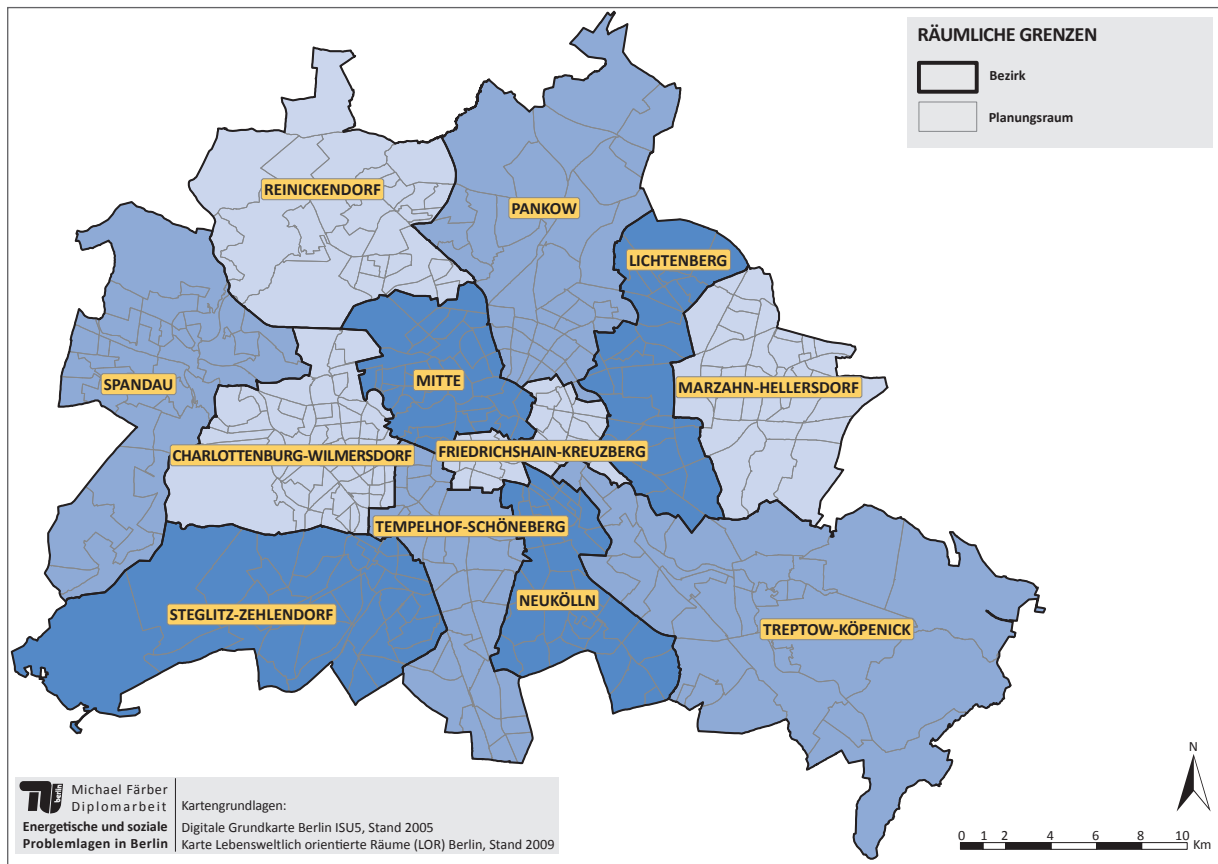 RÄUMLICHE GRENZEN
Bezirk
Planungsraum
REINICKENDORF
PANKOW
LICHTENBERG
SPANDAU
MITTE
MARZAHN-HELLERSDORF
CHARLOTTENBURG-WILMERSDORF
FRIEDRICHSHAIN-KREUZBERG
TEMPELHOF-SCHÖNEBERG
STEGLITZ-ZEHLENDORF
NEUKÖLLN
TREPTOW-KÖPENICK
berlin
Michael Färber
Diplomarbeit
Energetische und soziale
Problemlagen in Berlin
Kartengrundlagen:
Digitale Grundkarte Berlin ISU5, Stand 2005
Karte Lebensweltlich orientierte Räume (LOR) Berlin, Stand 2009
N
0 1 2 4 6 8 10
Km